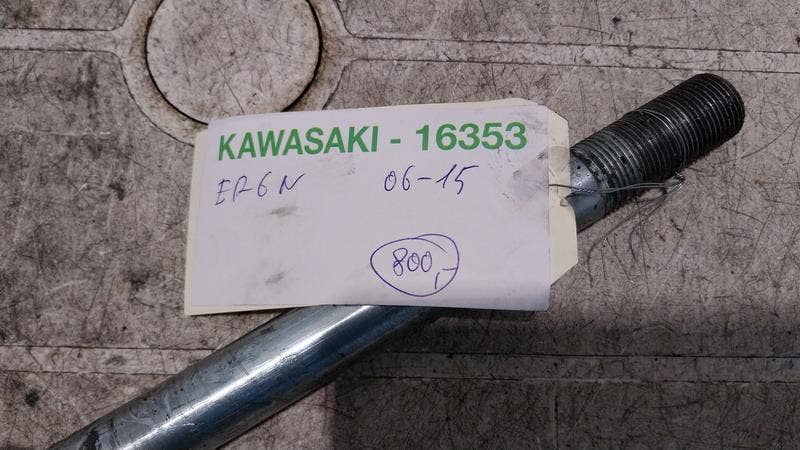 KAWASAKI - 16353
ER6N 06-15
800,-